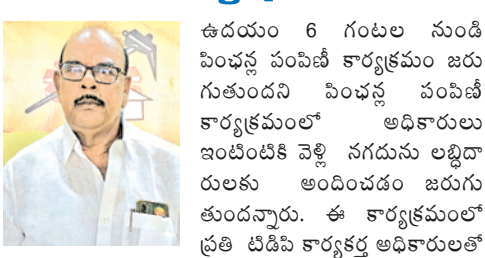 ఉదయం 6 గంటల నుండి
పింఛన్ల పంపిణీ కార్యక్రమం జరు
గుతుందని పింఛన్ల పంపిణీ
కార్యక్రమంలో అధికారులు
ఇంటింటికి వెళ్లి నగదును లబ్ధిదా
రులకు అందించడం జరుగు
తుందన్నారు. ఈ కార్యక్రమంలో
ప్రతి టిడిపి కార్యకర్త అధికారులతో